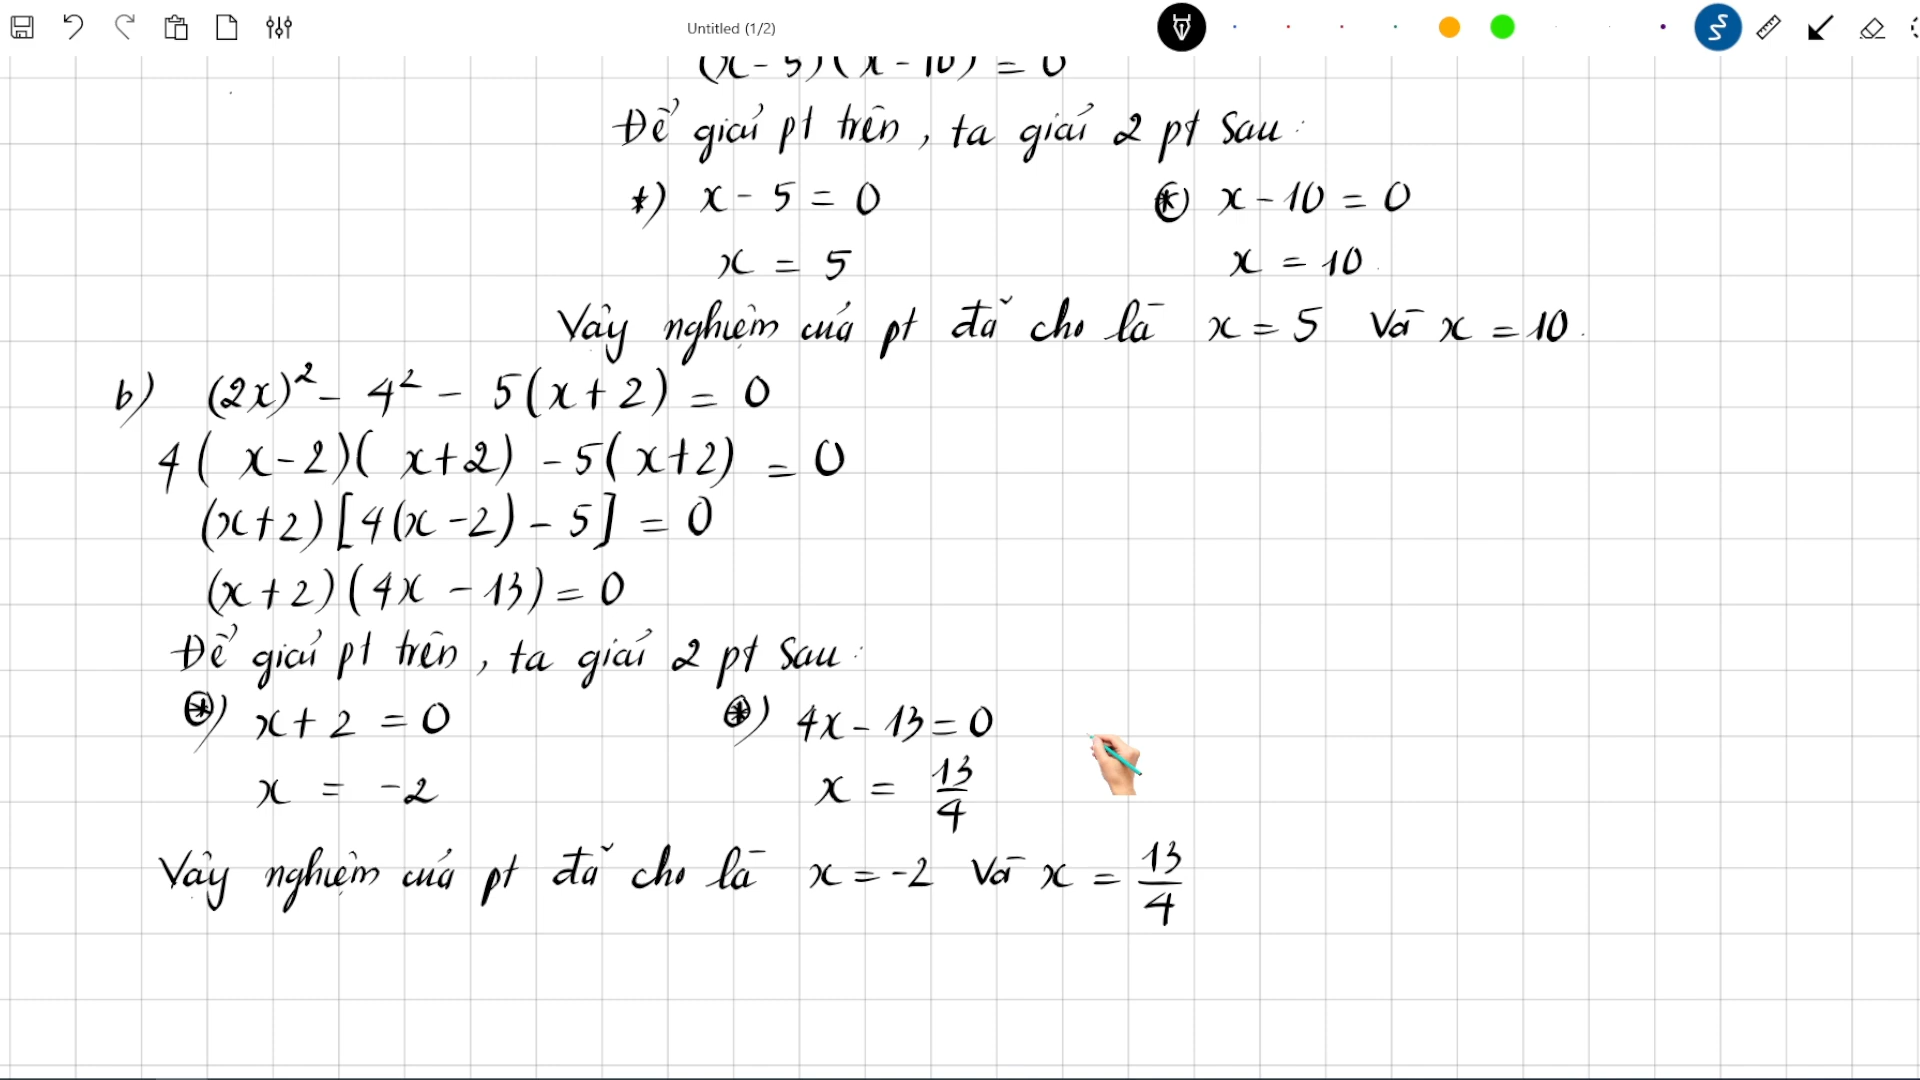 Untitled (1/2)
(x - 5)(x - 10) = 0
Để giải pt trên, ta giải 2 pt sau:
*) x - 5 = 0    *) x - 10 = 0
x = 5    x = 10
Vậy nghiệm của pt đã cho là x = 5 và x = 10.
b) (2x)² - 4² - 5(x + 2) = 0
4( x - 2)( x + 2) - 5( x + 2) = 0
(x + 2)[4(x - 2) - 5] = 0
(x + 2)(4x - 13) = 0
Để giải pt trên, ta giải 2 pt sau:
*) x + 2 = 0    *) 4x - 13 = 0
x = -2    x = 13/4
Vậy nghiệm của pt đã cho là x = -2 và x = 13/4